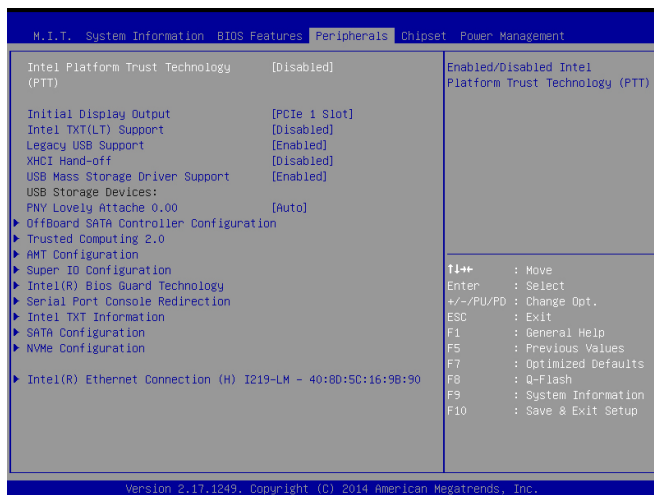 M.I.T. System Information BIOS Features Peripherals Chipset Power Management
Intel Platform Trust Technology [Disabled]
(PTT)
Enabled/Disabled Intel
Platform Trust Technology (PTT)
Initial Display Output [PCIe 1 Slot]
Intel TXT(LT) Support [Disabled]
Legacy USB Support [Enabled]
XHCI Hand-off [Disabled]
USB Mass Storage Driver Support [Enabled]
USB Storage Devices:
PNY Lovely Attache 0.00 [Auto]
OffBoard SATA Controller Configuration
Trusted Computing 2.0
AMT Configuration
Super IO Configuration
Intel(R) Bios Guard Technology
Serial Port Console Redirection
Intel TXT Information
SATA Configuration
NVMe Configuration
Intel(R) Ethernet Connection (H) I219-LM - 40:8D:5C:16:9B:90
↑↓→← : Move
Enter : Select
+/-/PU/PD : Change Opt.
ESC : Exit
F1 : General Help
F5 : Previous Values
F7 : Optimized Defaults
F8 : Q-Flash
F9 : System Information
F10 : Save & Exit Setup
Version 2.17.1249. Copyright (C) 2014 American Megatrends, Inc.